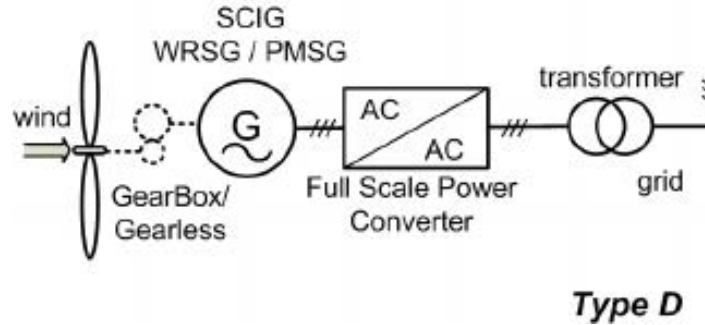 SCIG
WRSG / PMSG
wind
G
AC
AC
transformer
GearBox/
Gearless
Full Scale Power
Converter
grid
Type D